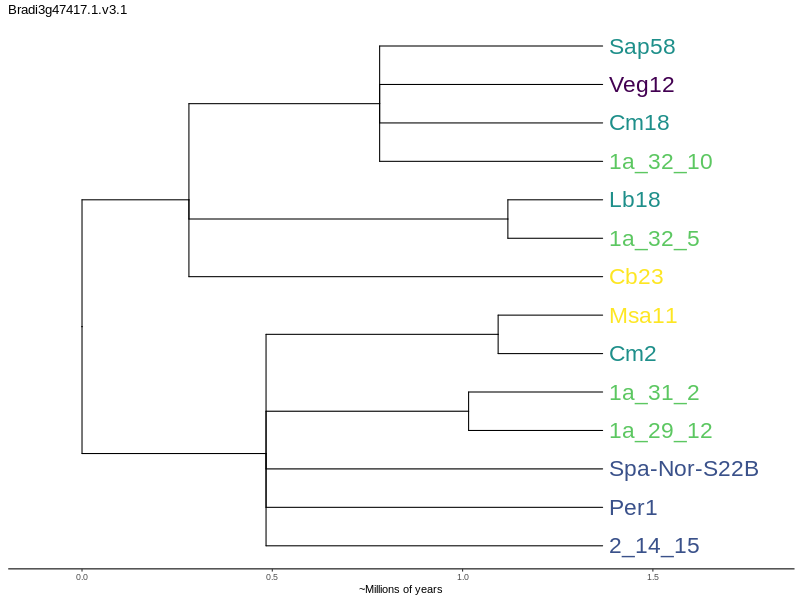 Bradi3g47417.1.v3.1
Sap58
Veg12
Cm18
1a_32_10
Lb18
1a_32_5
Cb23
Msa11
Cm2
1a_31_2
1a_29_12
Spa-Nor-S22B
Per1
2_14_15
0.0 0.5 1.0 1.5
~Millions of years